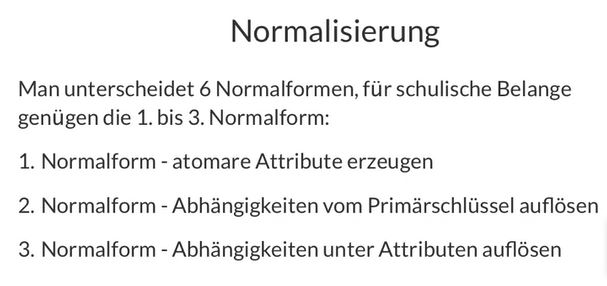 Normalisierung
Man unterscheidet 6 Normalformen, für schulische Belange
genügen die 1. bis 3. Normalform:
1. Normalform - atomare Attribute erzeugen
2. Normalform - Abhängigkeiten vom Primärschlüssel auflösen
3. Normalform - Abhängigkeiten unter Attributen auflösen